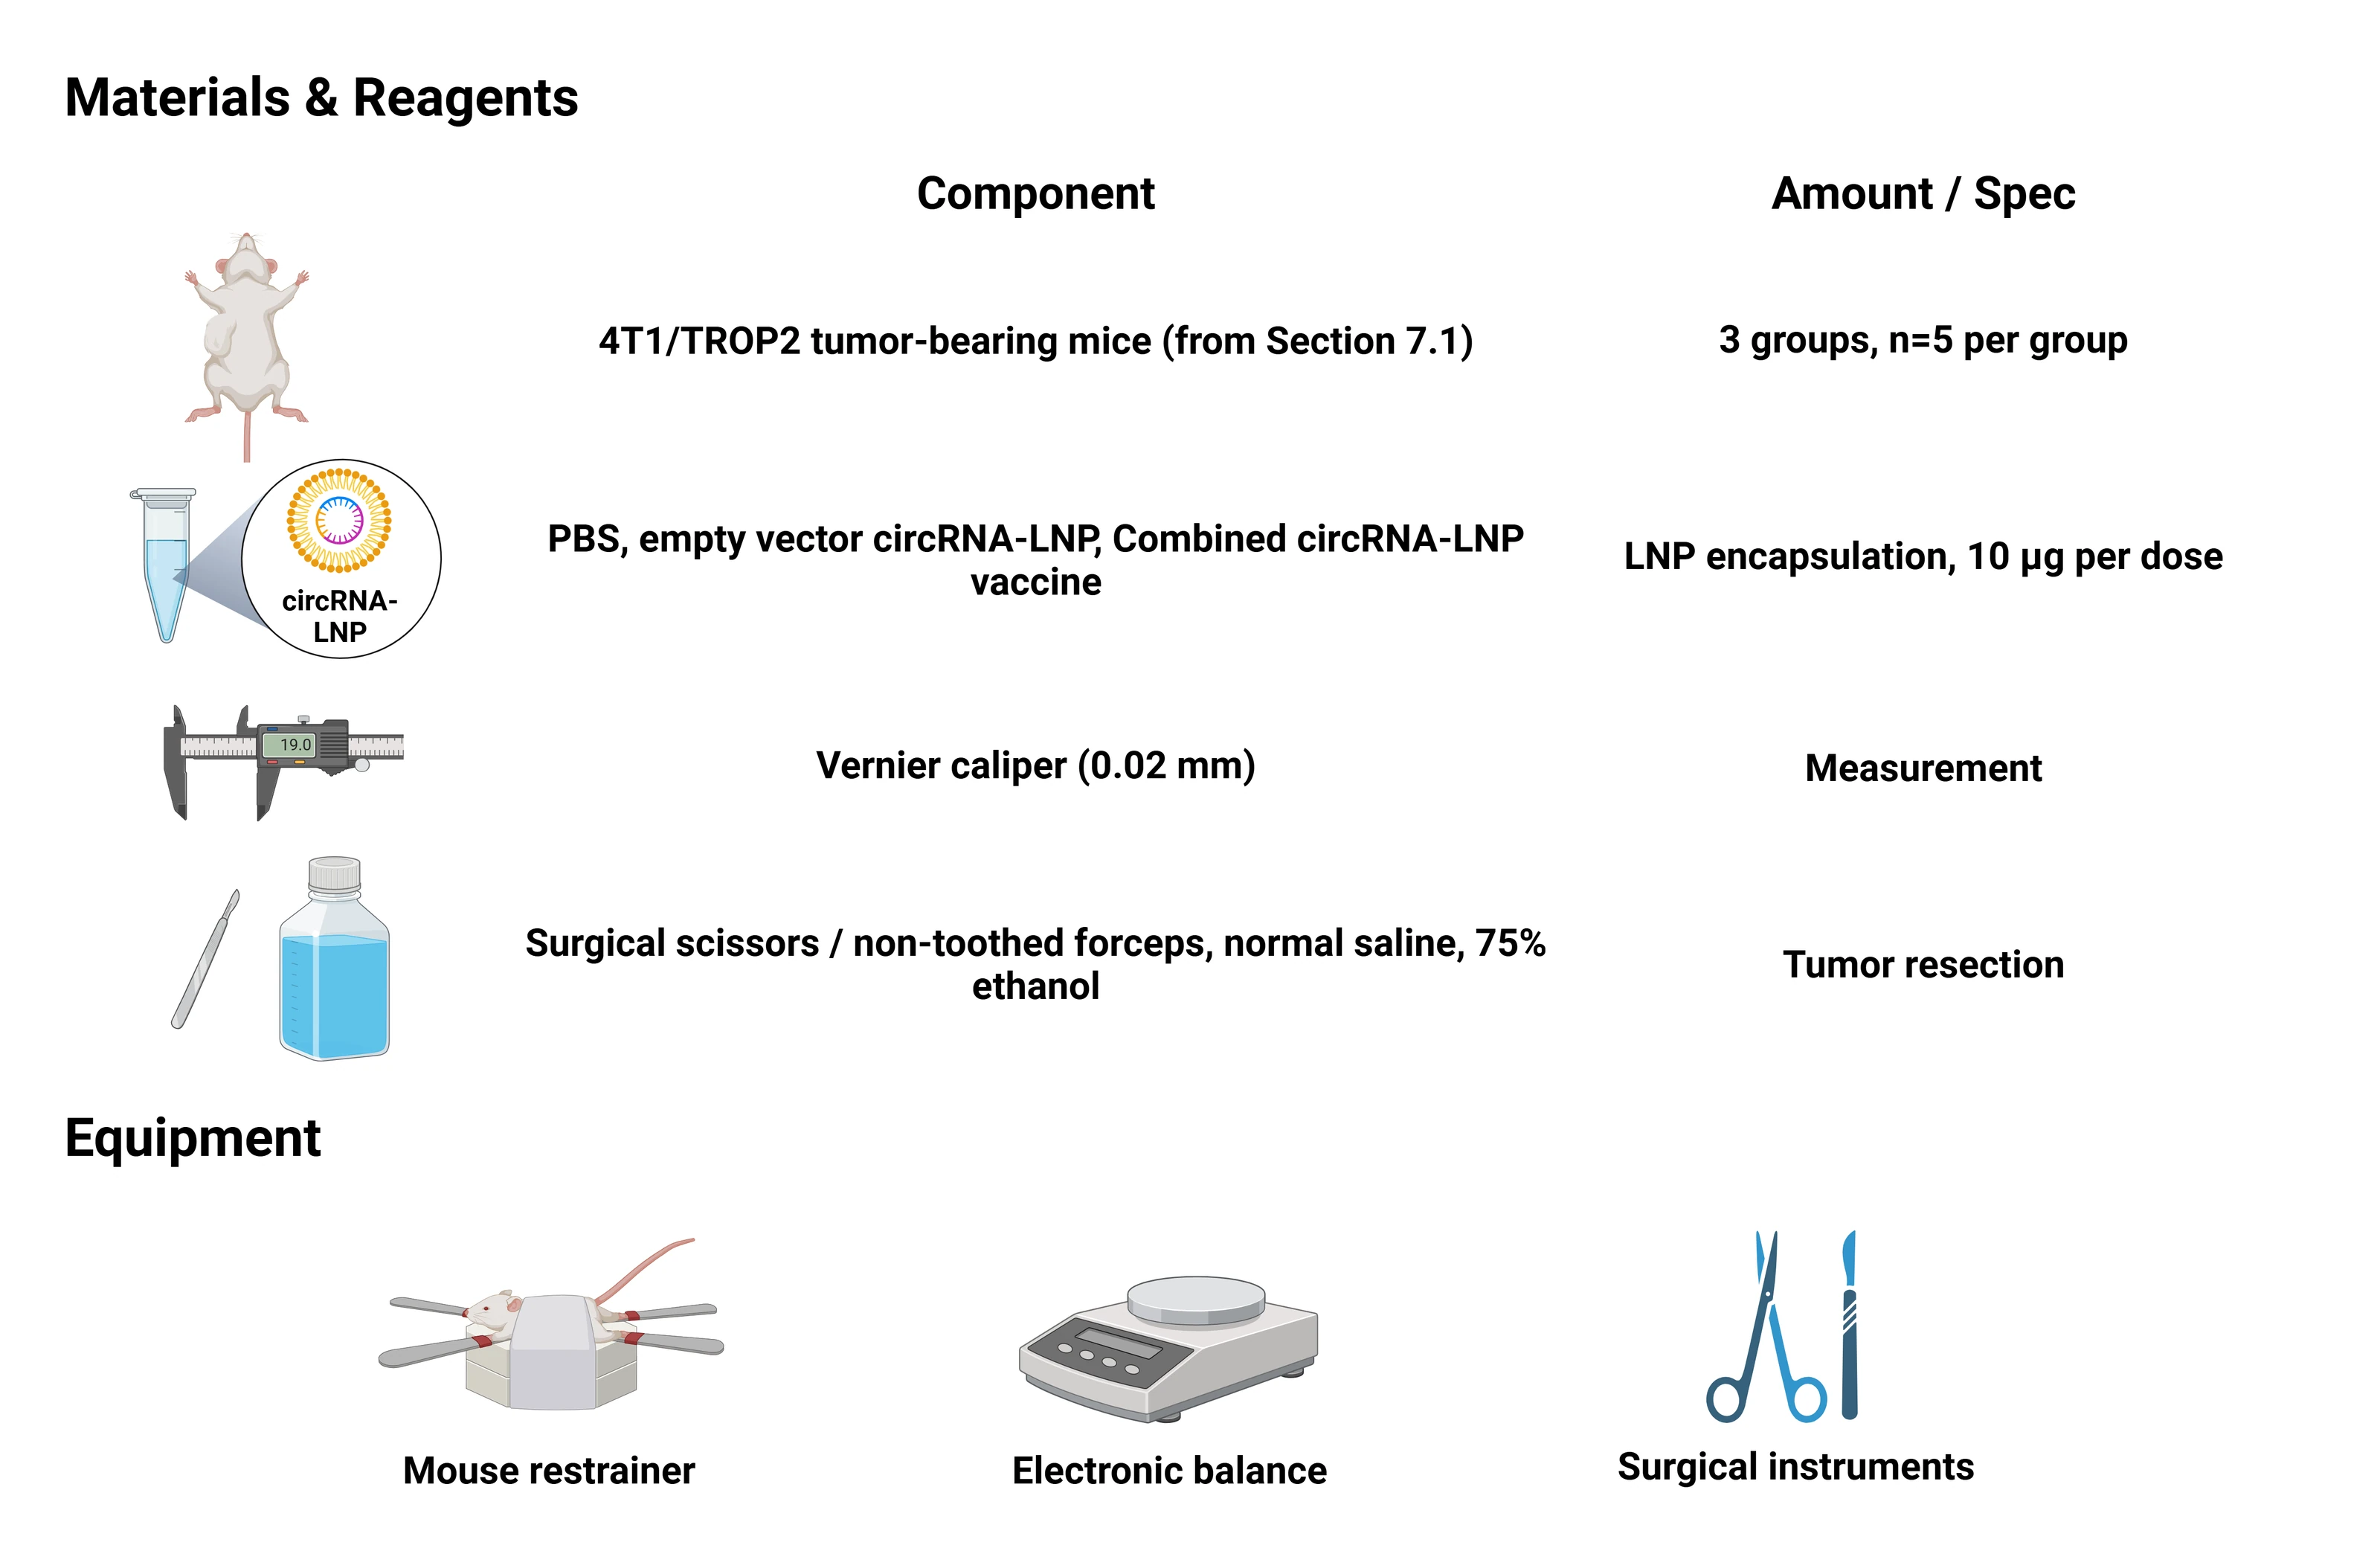 Materials & Reagents
Component
Amount / Spec
4T1/TROP2 tumor-bearing mice (from Section 7.1)
3 groups, n=5 per group
circRNA-
LNP
PBS, empty vector circRNA-LNP, Combined circRNA-LNP
vaccine
LNP encapsulation, 10 µg per dose
19.0
Vernier caliper (0.02 mm)
Measurement
Surgical scissors / non-toothed forceps, normal saline, 75%
ethanol
Tumor resection
Equipment
Mouse restrainer
Electronic balance
Surgical instruments